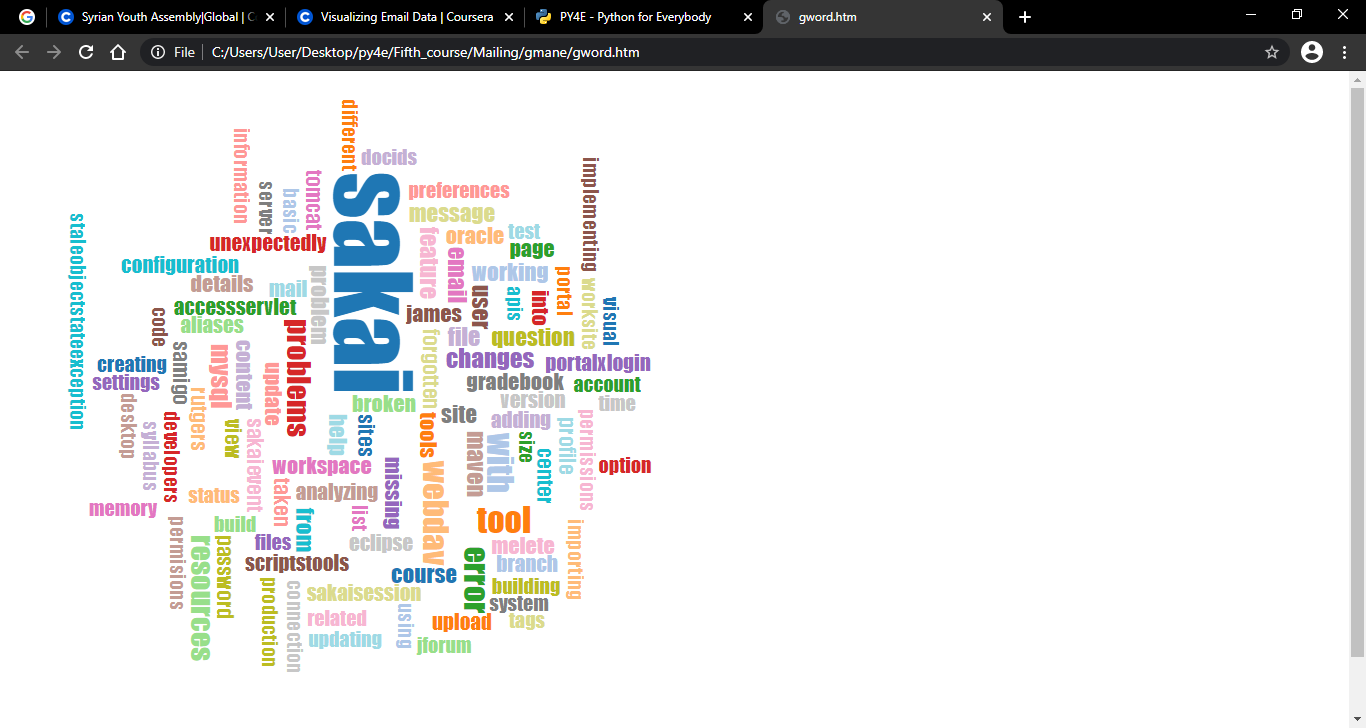 Syrian Youth Assembly|Global | C
Visualizing Email Data | Coursera
PY4E - Python for Everybody
gword.htm
File
C:/Users/User/Desktop/py4e/Fifth_course/Mailing/gmane/gword.htm
different
docids
information
implementing
tomcat
server
basic
sakai
preferences
message
staleobjectstateexception
unexpectedly
feature
oracle
test
page
email
configuration
details
mail
problem
working
portal
worksite
accessservlet
aliases
code
james
user
apis
into
visual
problems
forgotten
file
question
creating
settings
samigo
mysql
content
changes
portalxlogin
update
gradebook
account
desktop
rutgers
broken
version
time
syllabus
developers
view
sakaievent
help
sites
tools
site
adding
profile
permissions
maven
with
size
center
option
workspace
missing
webdav
memory
status
taken
analyzing
list
tool
build
from
permisions
resources
pasword
files
eclipse
error
melete
importing
scriptstools
course
branch
production
connection
sakaisession
building
system
using
related
upload
tags
updating
jforum